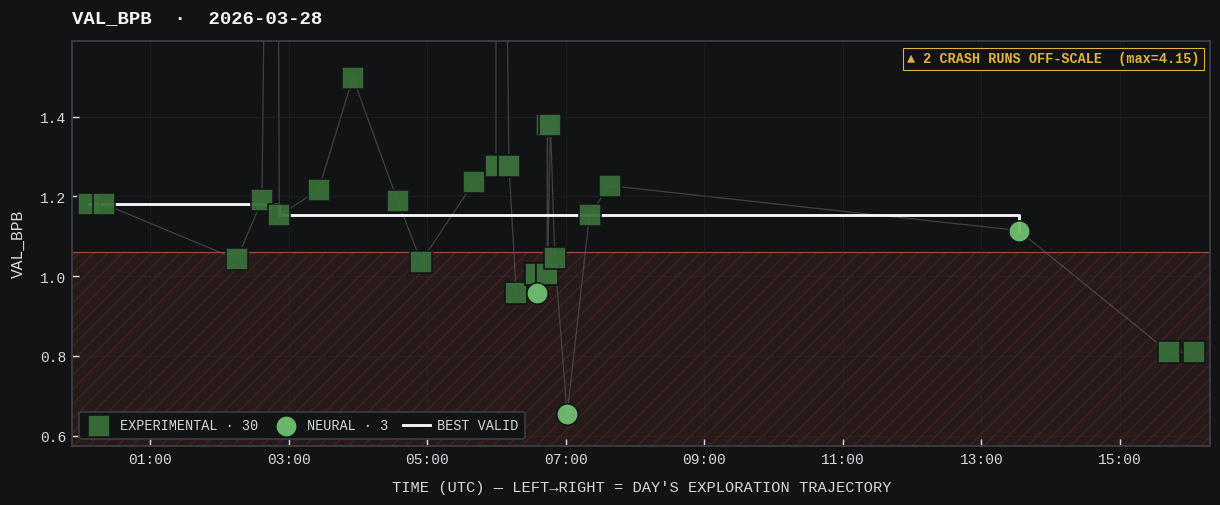 VAL_BPB · 2026-03-28
▲ 2 CRASH RUNS OFF-SCALE (max=4.15)
1.4
1.2
1.0
0.8
0.6
VAL_BPB
EXPERIMENTAL · 30 NEURAL · 3 BEST VALID
01:00 03:00 05:00 07:00 09:00 11:00 13:00 15:00
TIME (UTC) — LEFT→RIGHT = DAY'S EXPLORATION TRAJECTORY